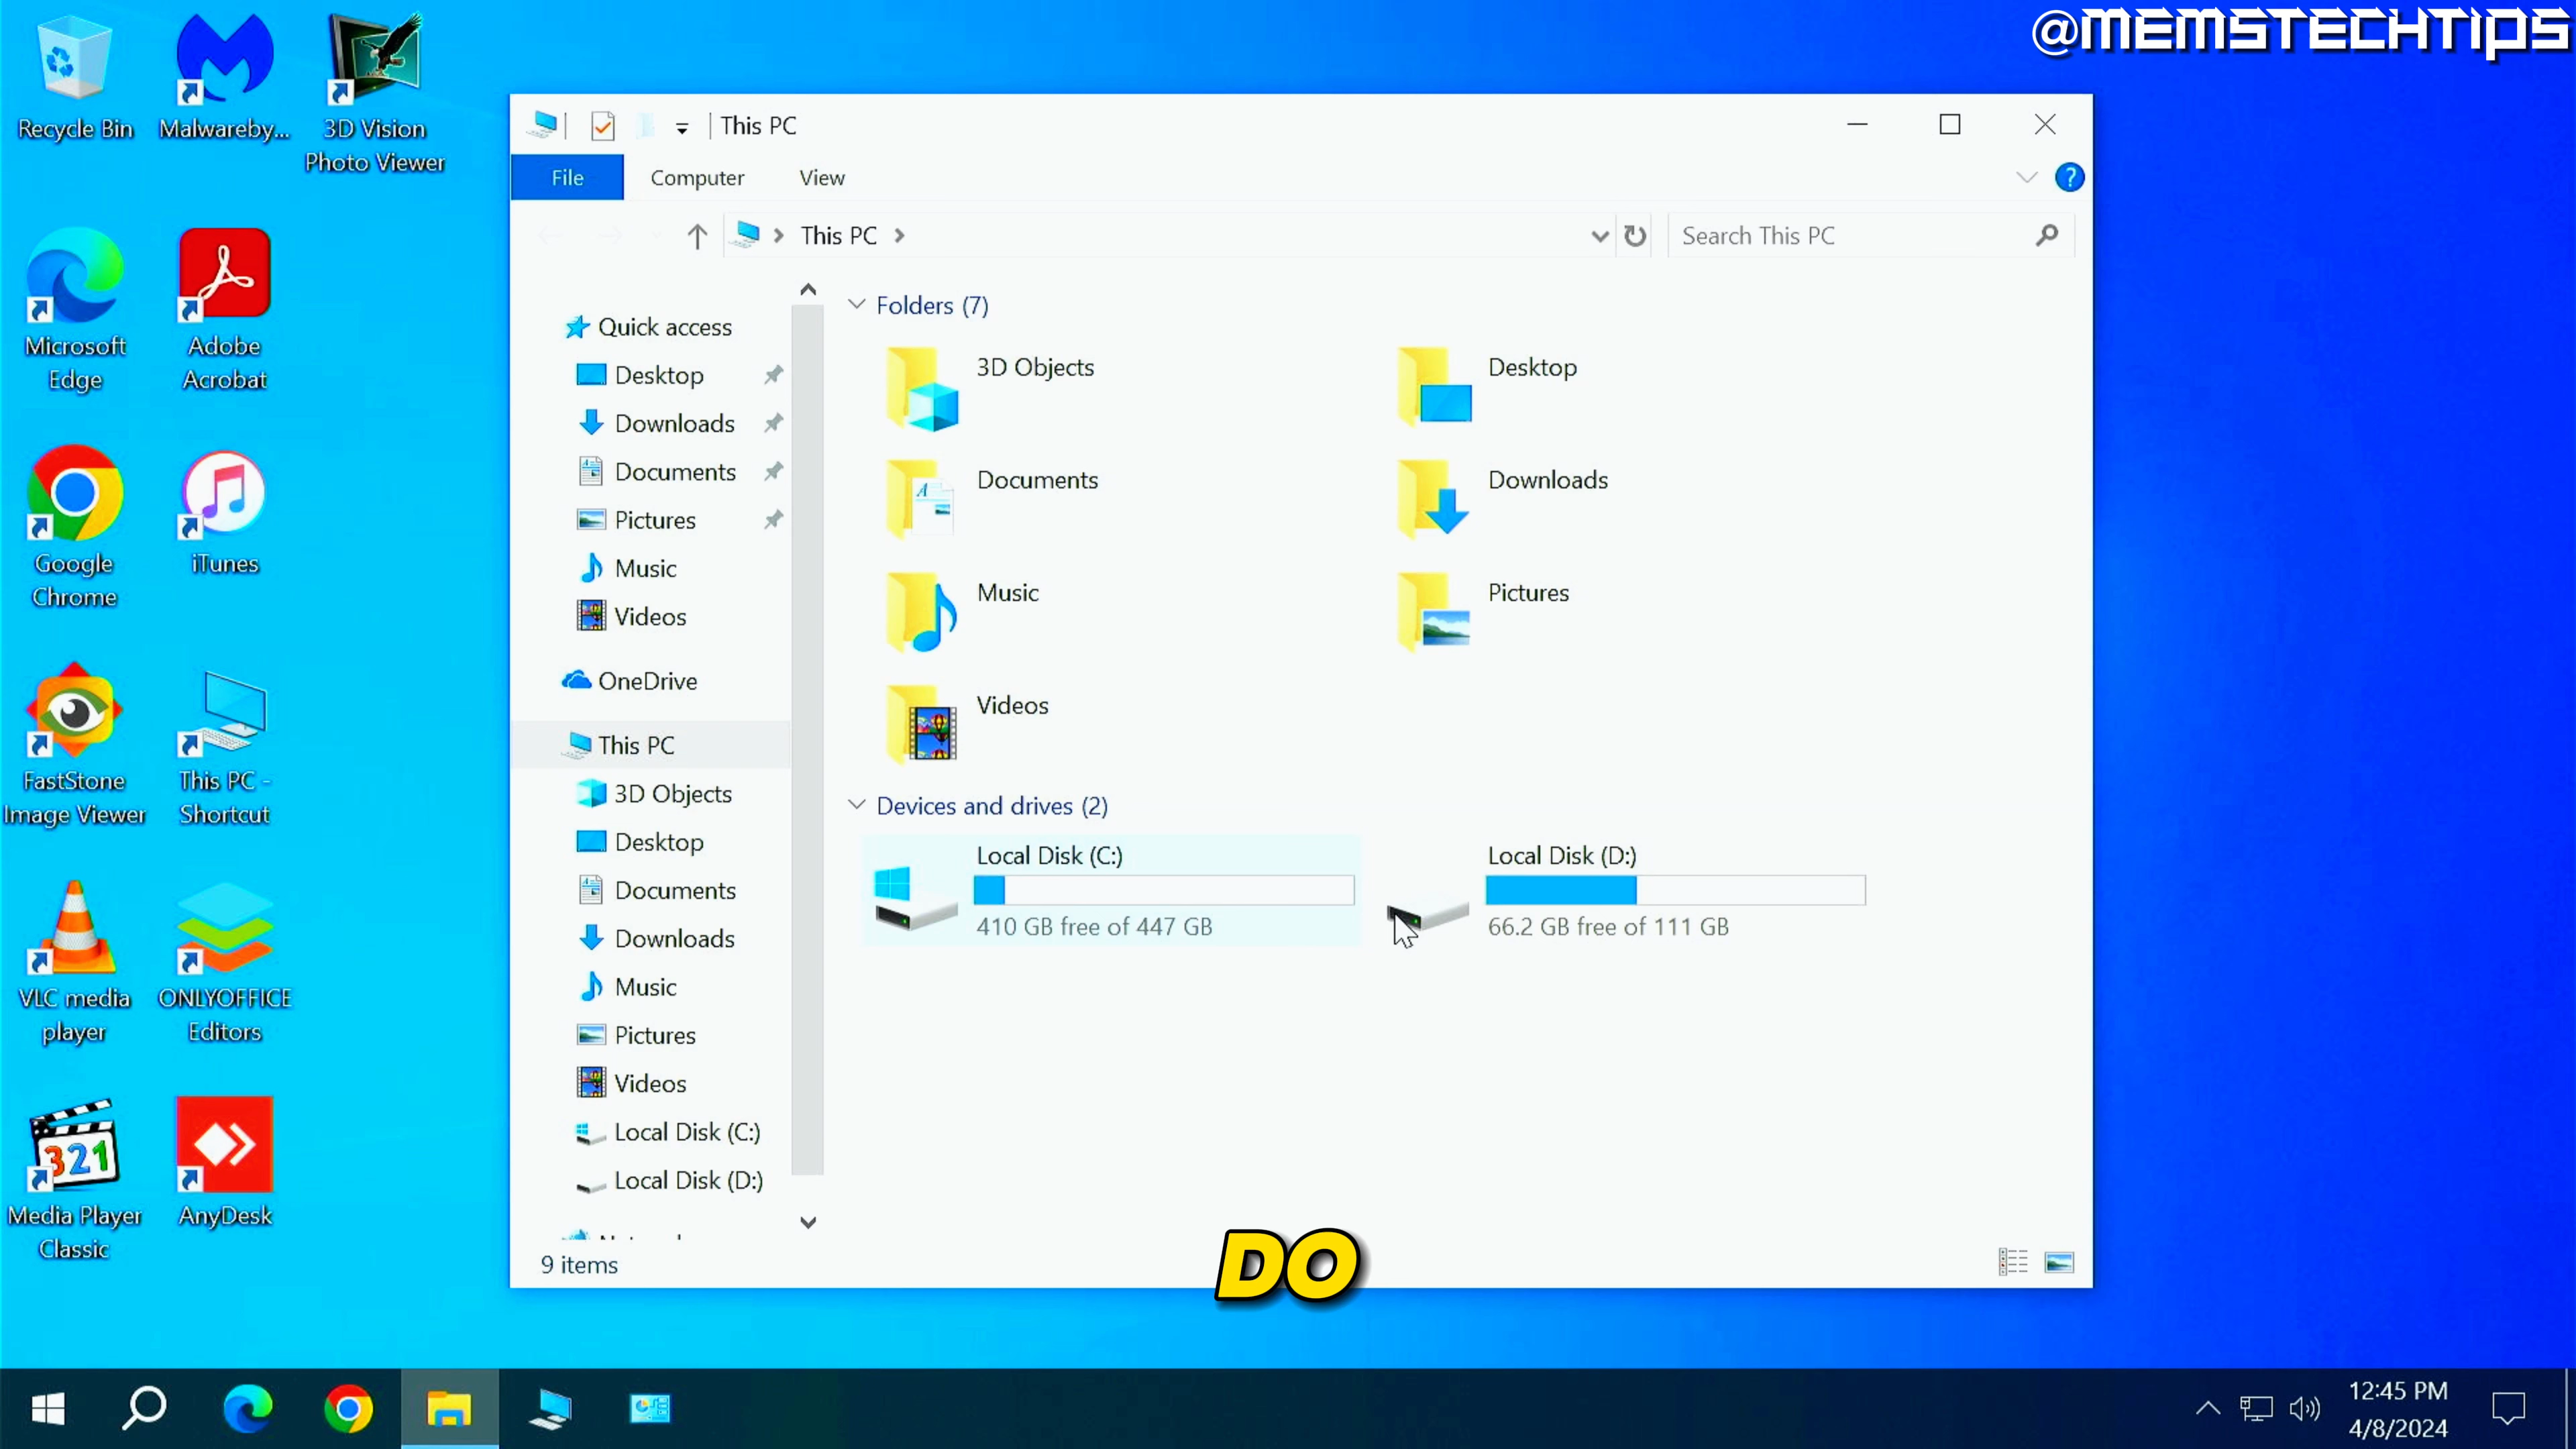 @MEMSTECHTIPS
Recycle Bin
Malwareby...
3D Vision
Photo Viewer
Microsoft
Edge
Adobe
Acrobat
Google
Chrome
iTunes
FastStone
Image Viewer
This PC -
Shortcut
VLC media
player
ONLYOFFICE
Editors
321
Media Player
Classic
AnyDesk
This PC
File
Computer
View
?
This PC
Search This PC
Quick access
Desktop
Downloads
Documents
Pictures
Music
Videos
OneDrive
This PC
3D Objects
Desktop
Documents
Downloads
Music
Pictures
Videos
Local Disk (C:)
Local Disk (D:)
Folders (7)
3D Objects
Desktop
Documents
Downloads
Music
Pictures
Videos
Devices and drives (2)
Local Disk (C:)
410 GB free of 447 GB
Local Disk (D:)
66.2 GB free of 111 GB
9 items
DO
12:45 PM
4/8/2024